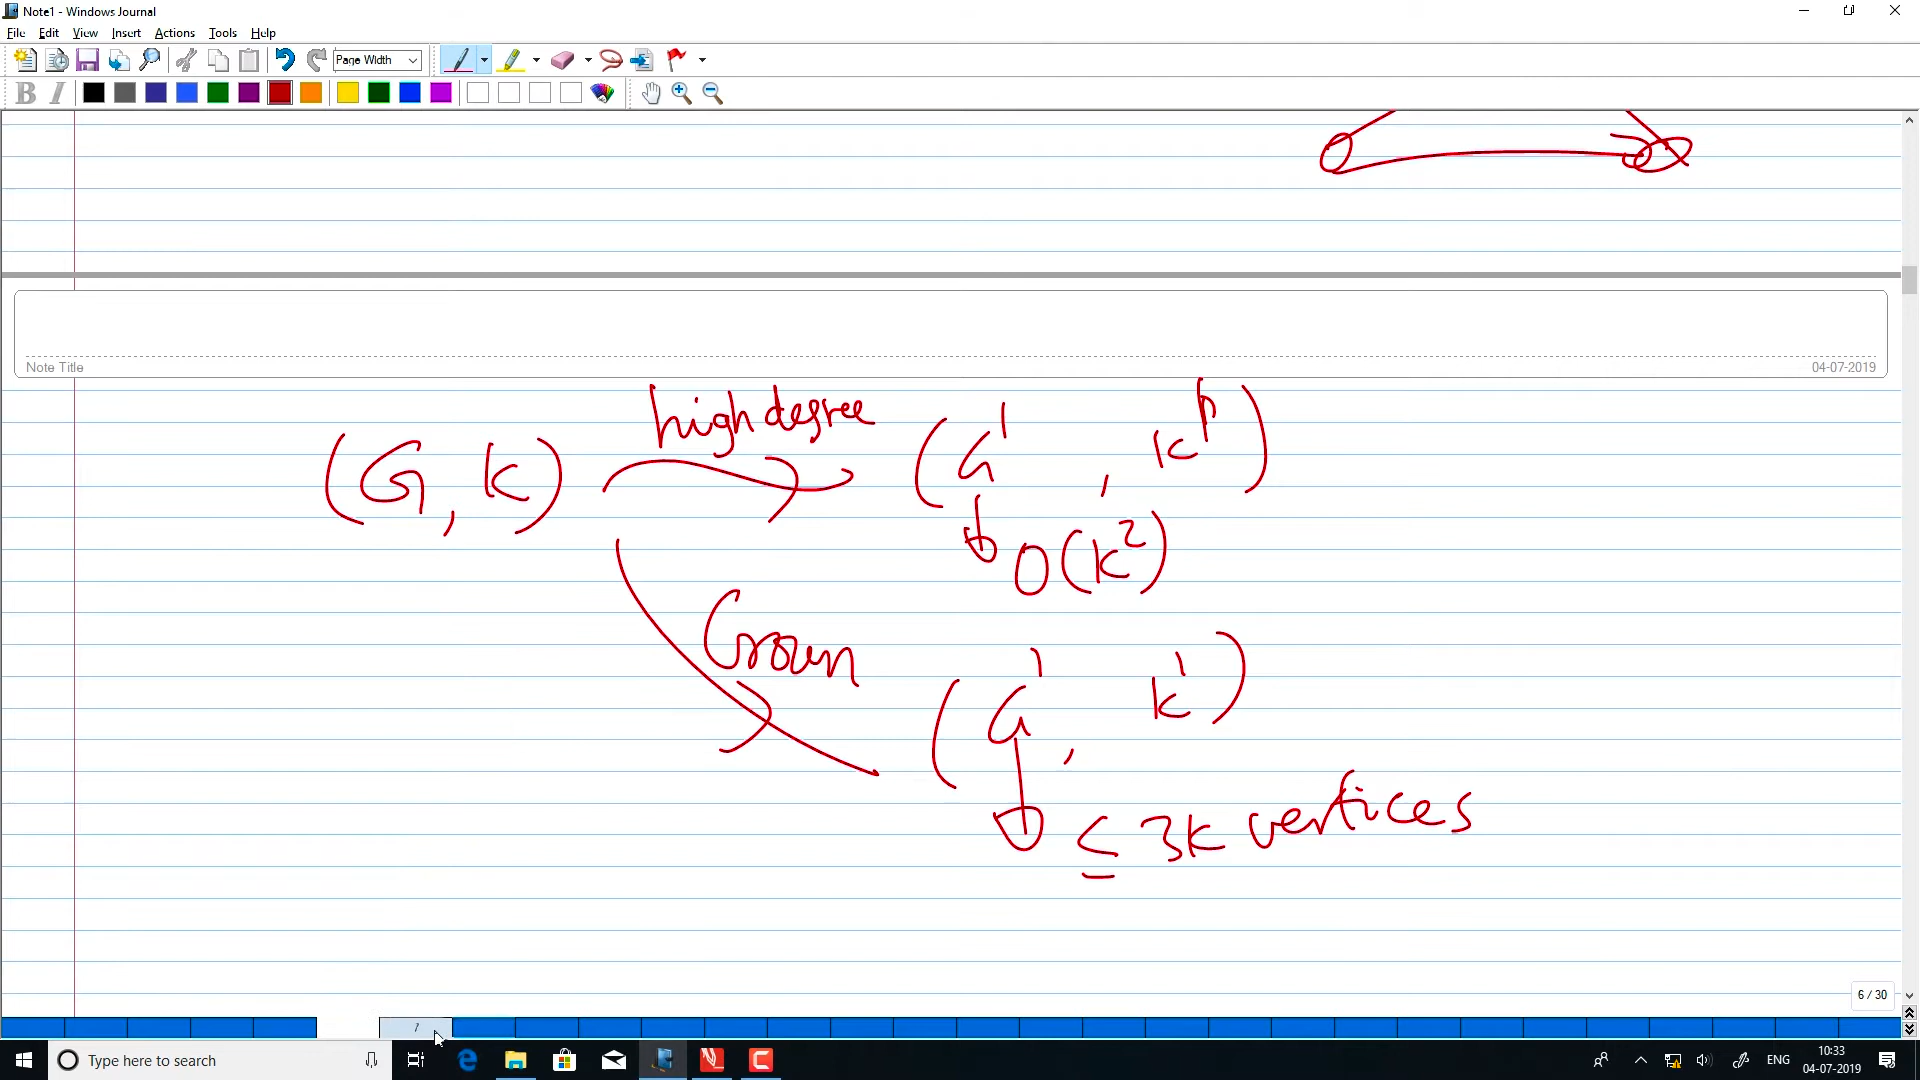 Note1 - Windows Journal
File Edit View Insert Actions Tools Help
Page Width
B I
Note Title 04-07-2019
high degree
(G, k) (G', k')
O(k²)
Crown
(G', k')
≤ 3k vertices
6 / 30
Type here to search
ENG
10:33
04-07-2019